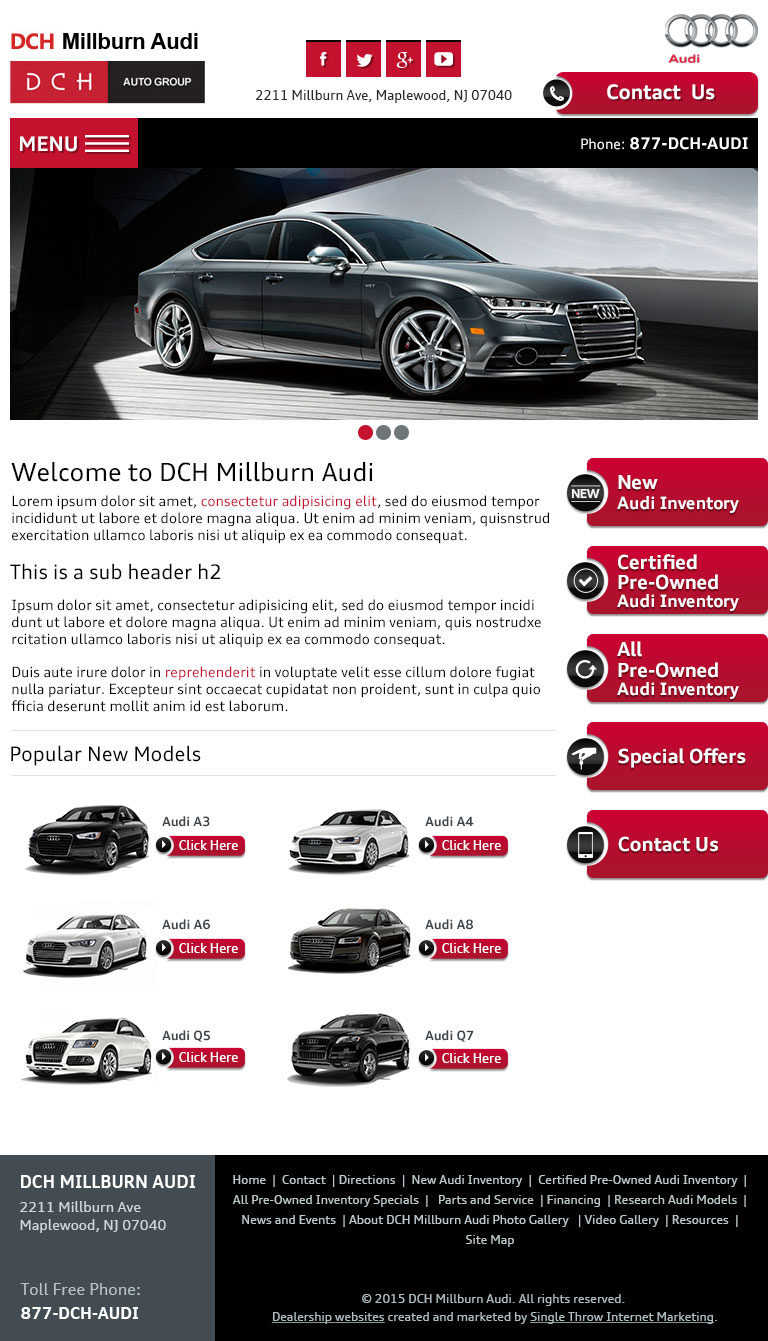 DCH Millburn Audi
DCH AUTO GROUP
f g+ You
2211 Millburn Ave, Maplewood, NJ 07040
Audi
Contact Us
MENU
Phone: 877-DCH-AUDI
V8T
Welcome to DCH Millburn Audi
Lorem ipsum dolor sit amet, consectetur adipisicing elit, sed do eiusmod tempor
incididunt ut labore et dolore magna aliqua. Ut enim ad minim veniam, quisnstrud
exercitation ullamco laboris nisi ut aliquip ex ea commodo consequat.
This is a sub header h2
Ipsum dolor sit amet, consectetur adipisicing elit, sed do eiusmod tempor incidi
dunt ut labore et dolore magna aliqua. Ut enim ad minim veniam, quis nostrudxe
rcitation ullamco laboris nisi ut aliquip ex ea commodo consequat.
Duis aute irure dolor in reprehenderit in voluptate velit esse cillum dolore fugiat
nulla pariatur. Excepteur sint occaecat cupidatat non proident, sunt in culpa quio
fficia deserunt mollit anim id est laborum.
NEW
New
Audi Inventory
Certified
Pre-Owned
Audi Inventory
All
Pre-Owned
Audi Inventory
Special Offers
Contact Us
Popular New Models
Audi A3
Click Here
Audi A4
Click Here
Audi A6
Click Here
Audi A8
Click Here
Audi Q5
Click Here
Audi Q7
Click Here
DCH MILLBURN AUDI
2211 Millburn Ave
Maplewood, NJ 07040
Toll Free Phone:
877-DCH-AUDI
Home | Contact | Directions | New Audi Inventory | Certified Pre-Owned Audi Inventory |
All Pre-Owned Inventory Specials | Parts and Service | Financing | Research Audi Models |
News and Events | About DCH Millburn Audi Photo Gallery | Video Gallery | Resources |
Site Map
© 2015 DCH Millburn Audi. All rights reserved.
Dealership websites created and marketed by Single Throw Internet Marketing.